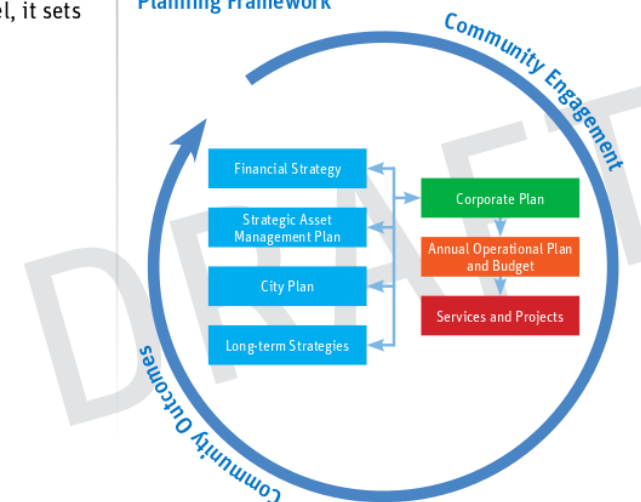 el, it sets
Planning Framework
Community Engagement
Financial Strategy
Strategic Asset
Management Plan
City Plan
Long-term Strategies
Corporate Plan
Annual Operational Plan
and Budget
Services and Projects
Community Outcomes
DRAFT